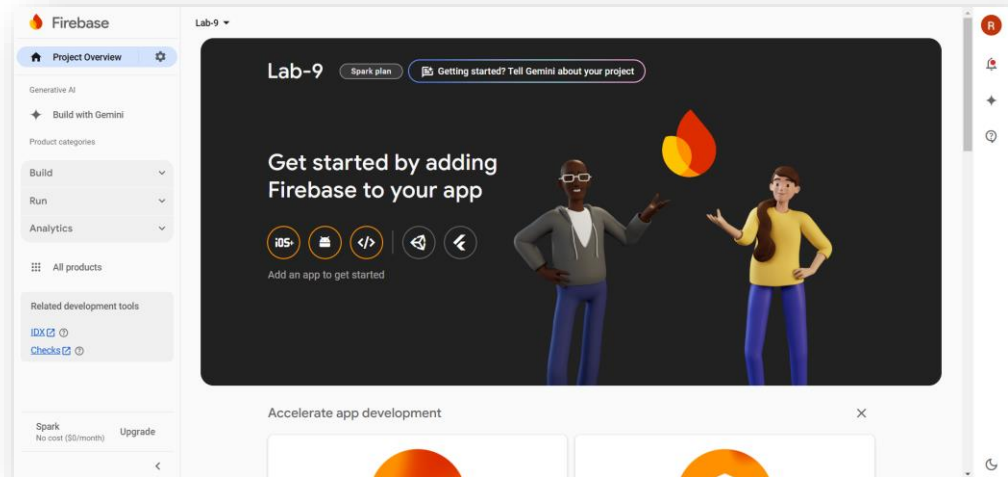 Firebase
Lab-9
Project Overview
Generative AI
Build with Gemini
Product categories
Build
Run
Analytics
All products
Related development tools
IDX
Checks
Spark
No cost ($0/month)
Upgrade
Lab-9
Spark plan
Getting started? Tell Gemini about your project
Get started by adding
Firebase to your app
iOS+
</>
Add an app to get started
Accelerate app development
R